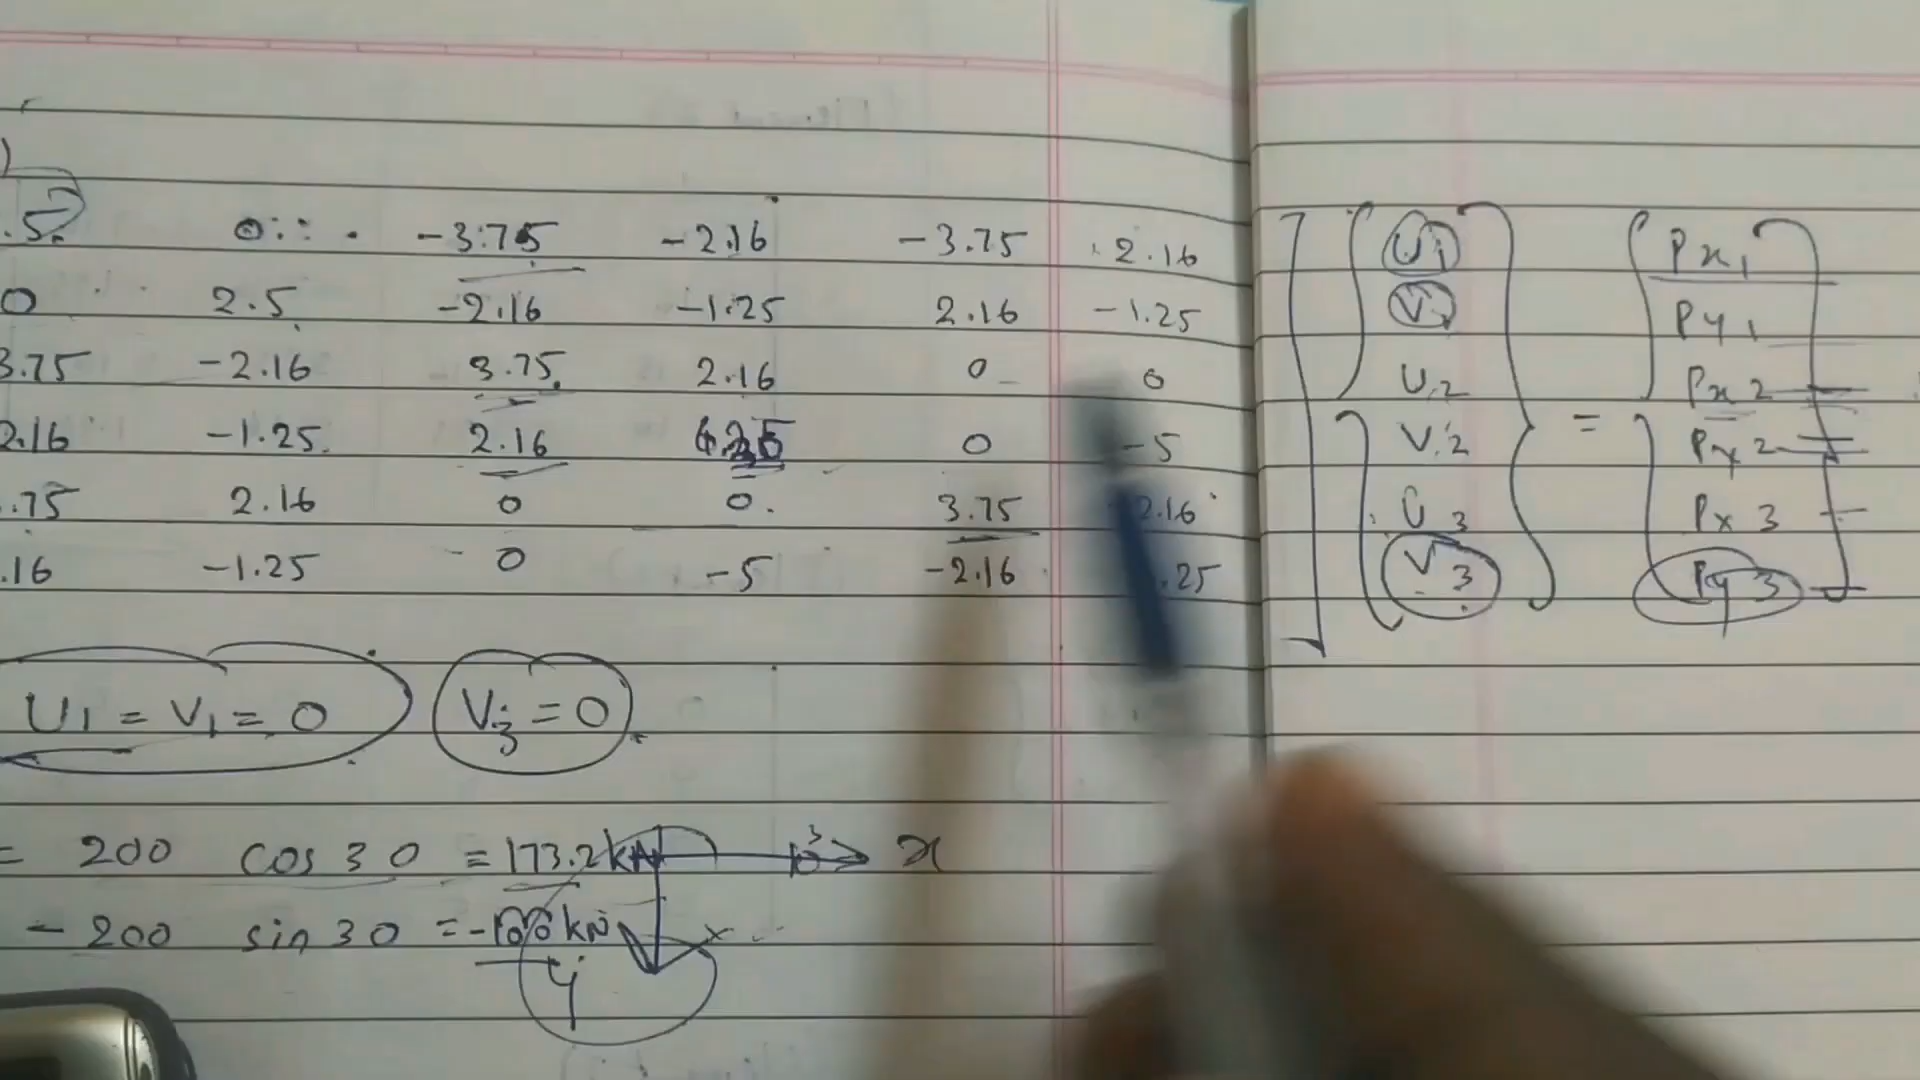 .5 0 -3.75 -2.16 -3.75 2.16 U1 Px1
0 2.5 -2.16 -1.25 2.16 -1.25 V1 Py1
3.75 -2.16 3.75 2.16 0 0 U2 Px2
2.16 -1.25 2.16 6.25 0 -5 V2 = Py2
.75 2.16 0 0 3.75 2.16 U3 Px3
.16 -1.25 0 -5 -2.16 .25 V3 Py3
U1 = V1 = 0 V3 = 0
= 200 cos 30 = 173.2 kN x
- 200 sin 30 = -100 kN
y